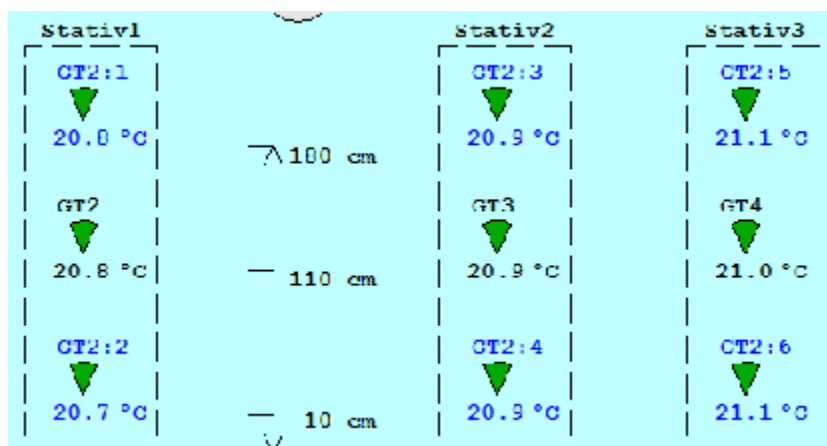 Stativ1 Stativ2 Stativ3
GT2:1 GT2:3 GT2:5
20.8 °C 20.9 °C 21.1 °C
180 cm
GT2 GT3 GT4
20.8 °C 20.9 °C 21.0 °C
110 cm
GT2:2 GT2:4 GT2:6
20.7 °C 20.9 °C 21.1 °C
10 cm